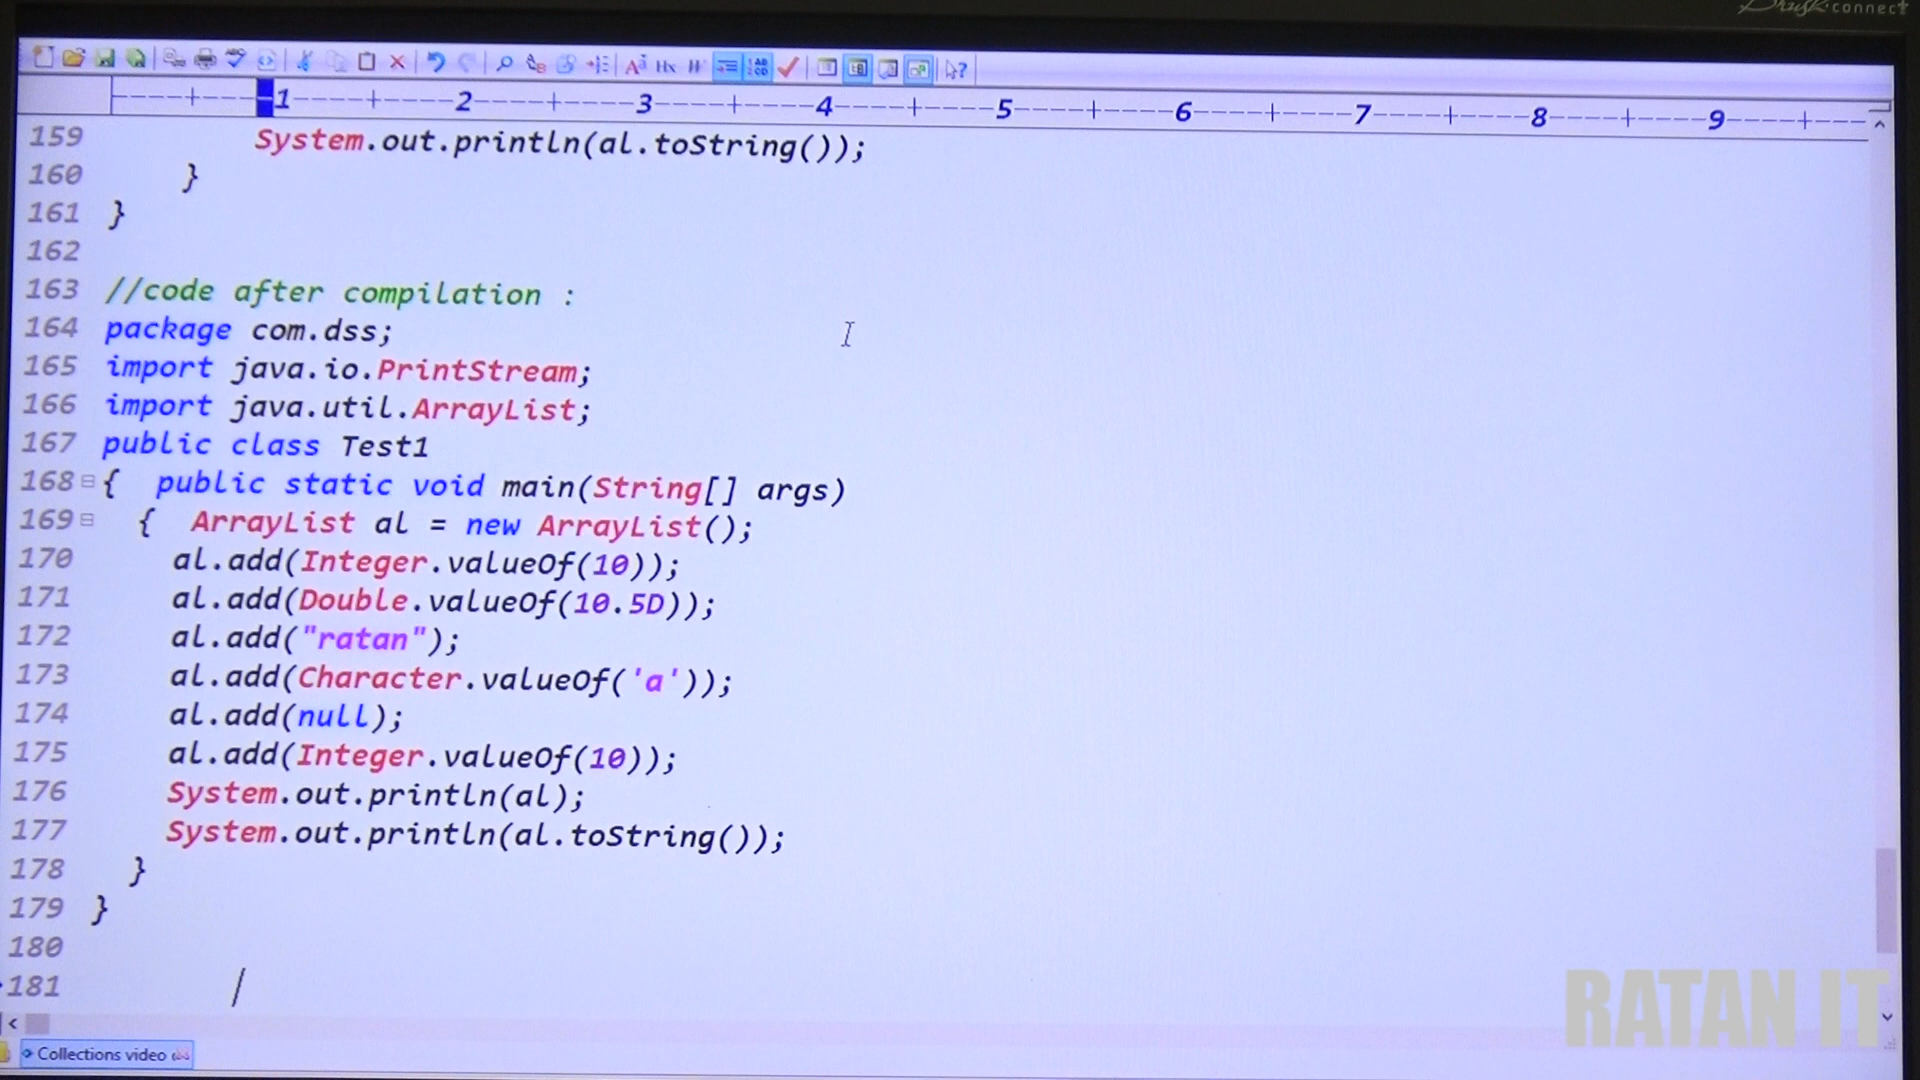 connect
1 2 3 4 5 6 7 8 9
159 System.out.println(al.toString());
160 }
161 }
162
163 //code after compilation :
164 package com.dss;
165 import java.io.PrintStream;
166 import java.util.ArrayList;
167 public class Test1
168 { public static void main(String[] args)
169 { ArrayList al = new ArrayList();
170 al.add(Integer.valueOf(10));
171 al.add(Double.valueOf(10.5D));
172 al.add("ratan");
173 al.add(Character.valueOf('a'));
174 al.add(null);
175 al.add(Integer.valueOf(10));
176 System.out.println(al);
177 System.out.println(al.toString());
178 }
179 }
180
181
RATAN IT
Collections video